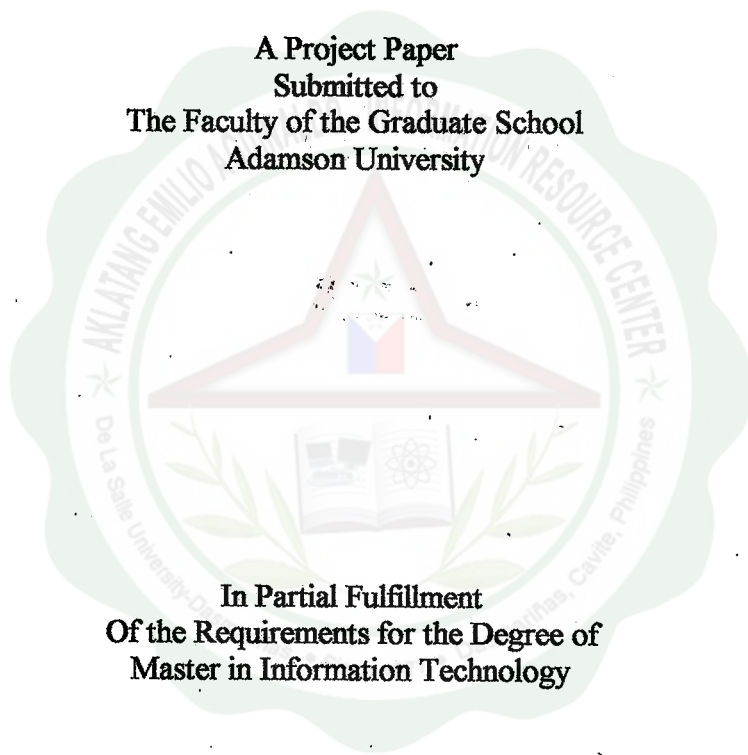 A Project Paper
Submitted to
The Faculty of the Graduate School
Adamson University
AKLATANG EMILIO AGUINALDO INFORMATION RESOURCE CENTER
De La Salle University-Dasmariñas
Dasmariñas, Cavite, Philippines
In Partial Fulfillment
Of the Requirements for the Degree of
Master in Information Technology